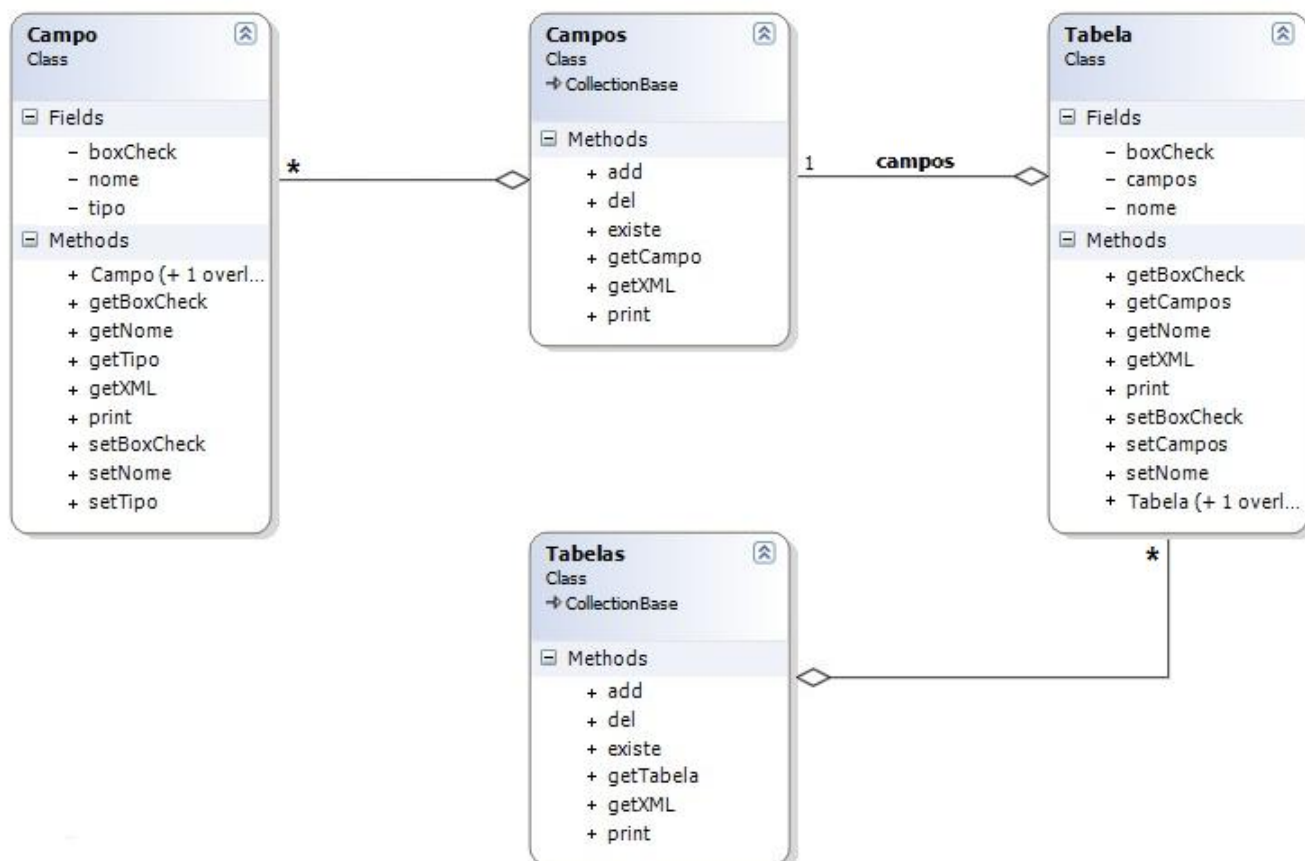 Campo
Class
Fields
- boxCheck
- nome
- tipo
Methods
+ Campo (+ 1 overl...
+ getBoxCheck
+ getNome
+ getTipo
+ getXML
+ print
+ setBoxCheck
+ setNome
+ setTipo
*
Campos
Class
CollectionBase
Methods
+ add
+ del
+ existe
+ getCampo
+ getXML
+ print
1 campos
Tabela
Class
Fields
- boxCheck
- campos
- nome
Methods
+ getBoxCheck
+ getCampos
+ getNome
+ getXML
+ print
+ setBoxCheck
+ setCampos
+ setNome
+ Tabela (+ 1 overl...
*
Tabelas
Class
CollectionBase
Methods
+ add
+ del
+ existe
+ getTabela
+ getXML
+ print